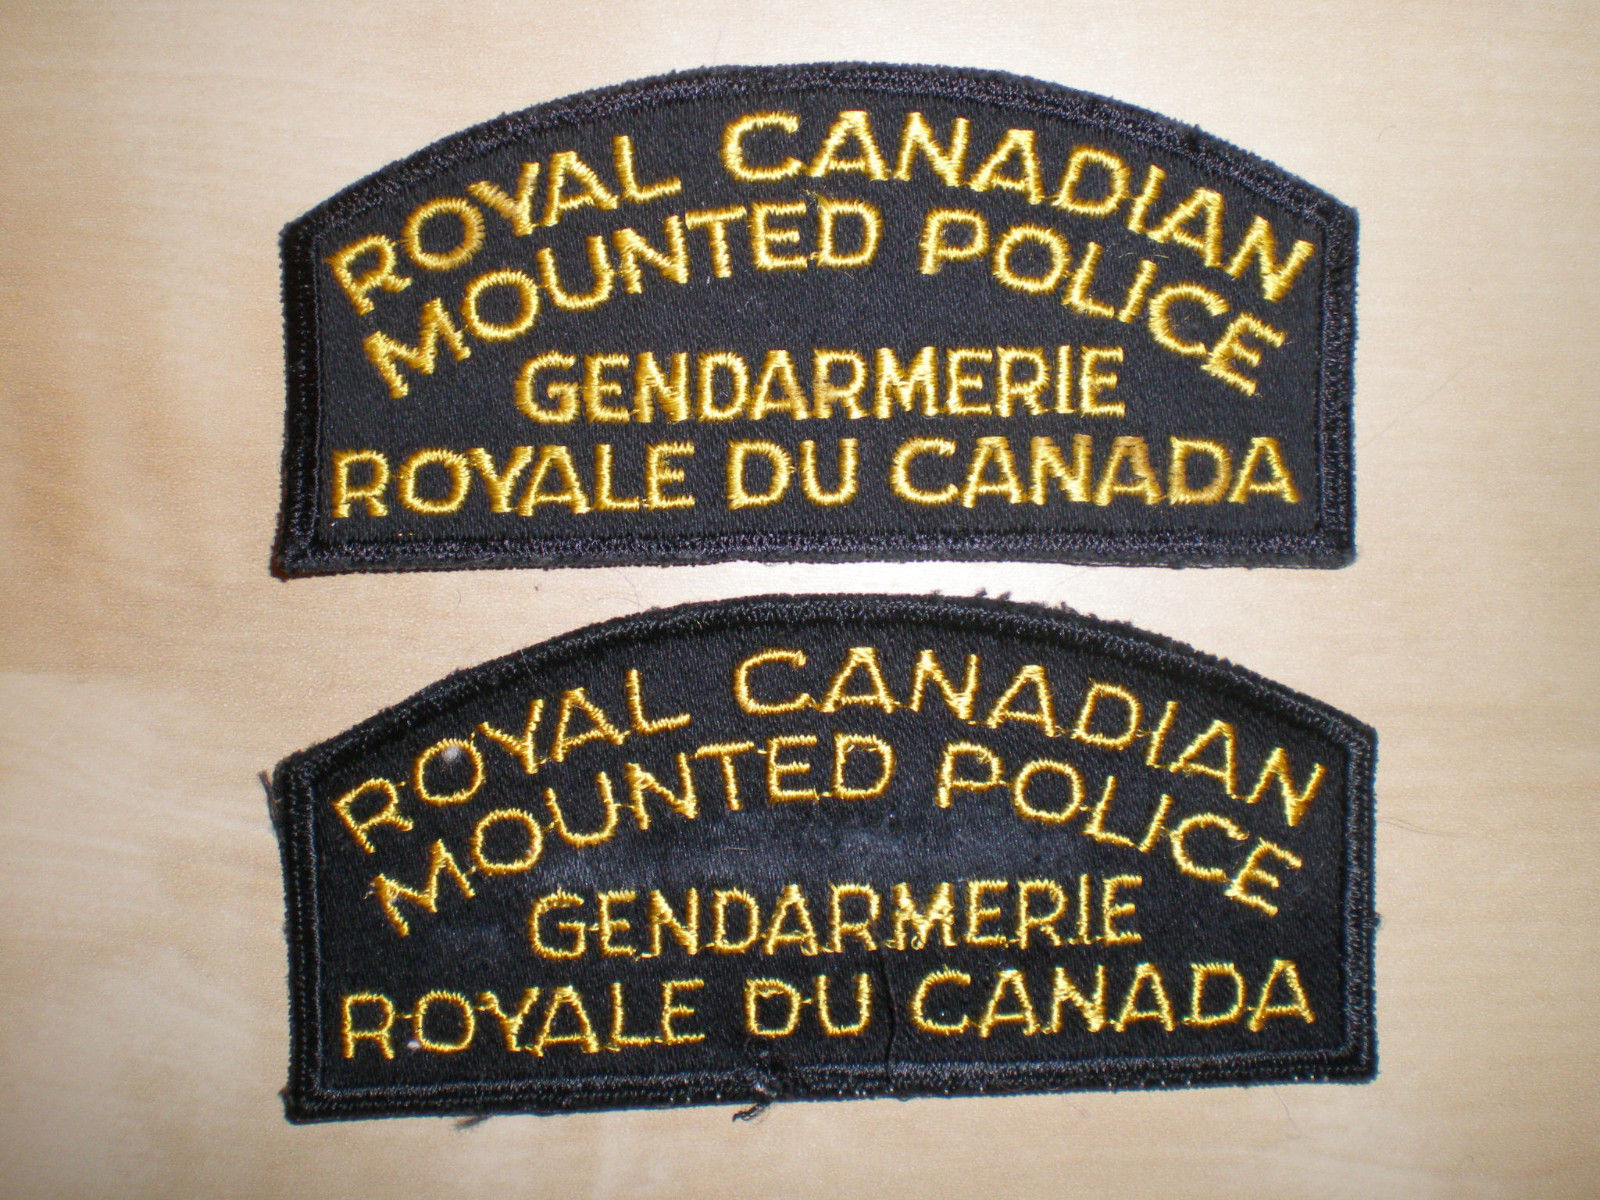 ROYAL CANADIAN
MOUNTED POLICE
GENDARMERIE
ROYALE DU CANADA
ROYAL CANADIAN
MOUNTED POLICE
GENDARMERIE
ROYALE DU CANADA